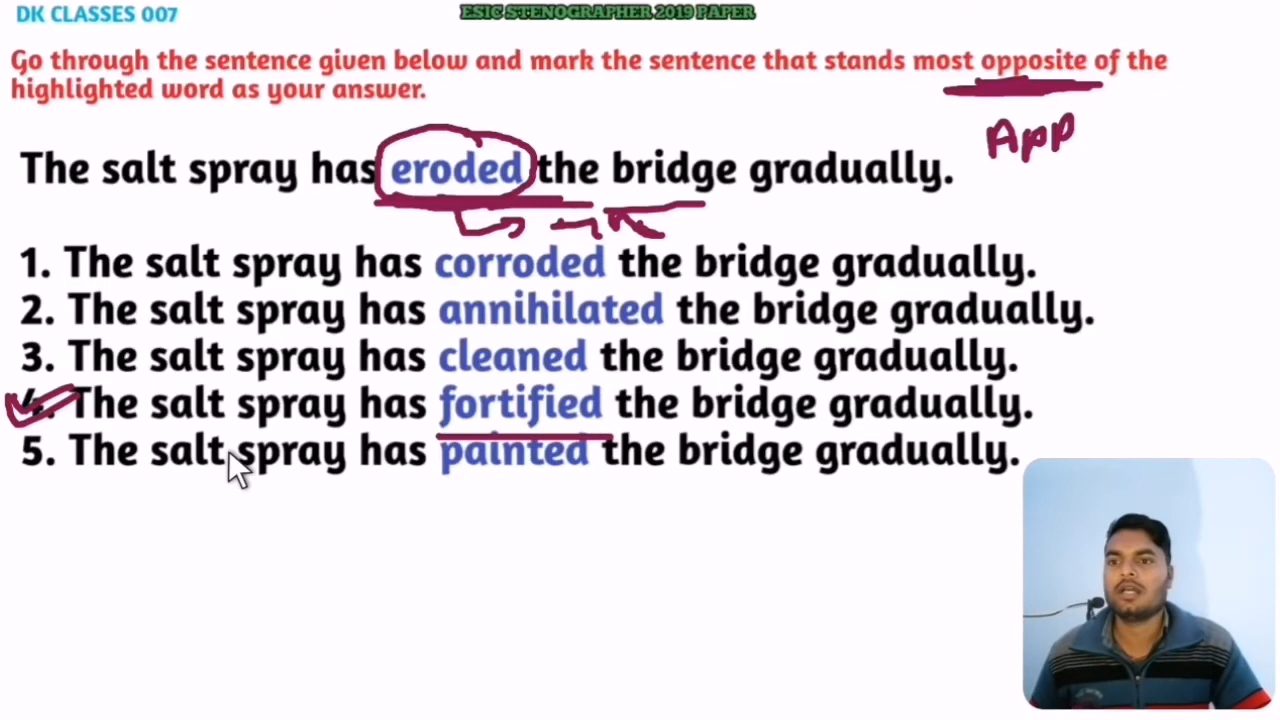 DK CLASSES 007
ESIC STENOGRAPHER 2019 PAPER
Go through the sentence given below and mark the sentence that stands most opposite of the
highlighted word as your answer.
App
The salt spray has eroded the bridge gradually.
1. The salt spray has corroded the bridge gradually.
2. The salt spray has annihilated the bridge gradually.
3. The salt spray has cleaned the bridge gradually.
4. The salt spray has fortified the bridge gradually.
5. The salt spray has painted the bridge gradually.